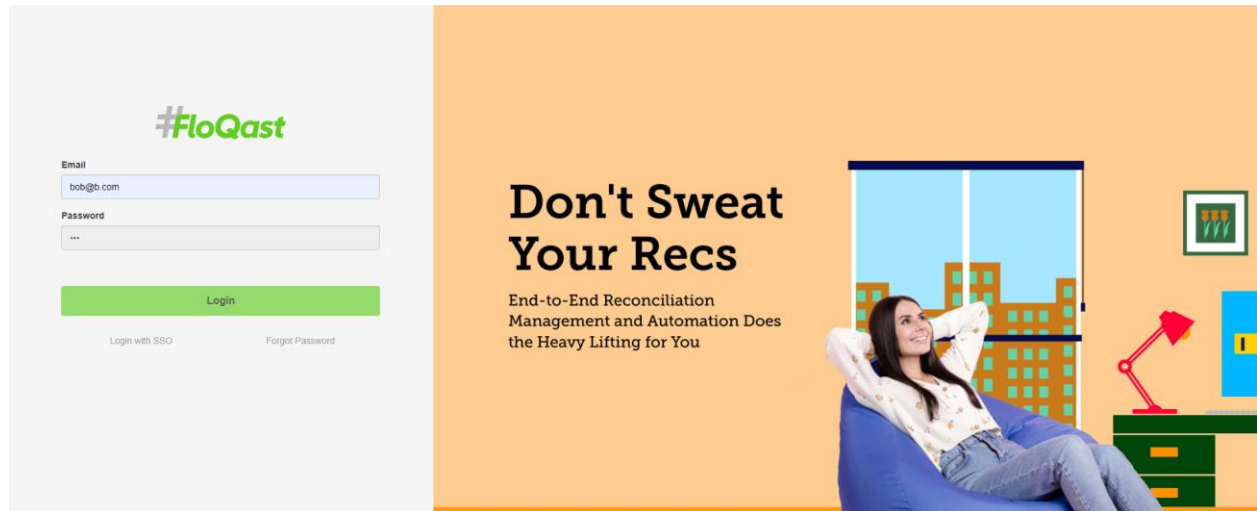 #FloQast
Email
bob@b.com
Password
•••
Login
Login with SSO
Forgot Password
Don't Sweat
Your Recs
End-to-End Reconciliation
Management and Automation Does
the Heavy Lifting for You